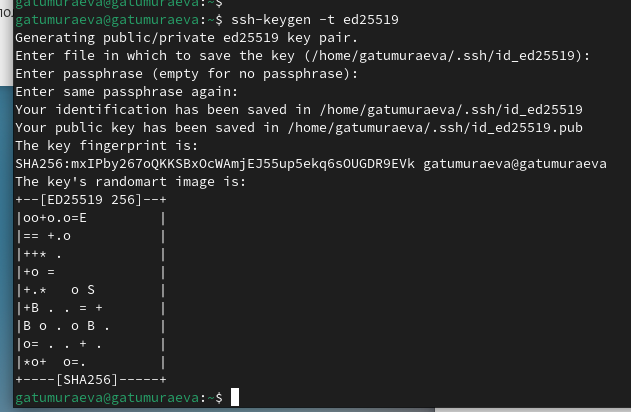 10.
gatumuraeva@gatumuraeva:~$
gatumuraeva@gatumuraeva:~$ ssh-keygen -t ed25519
Generating public/private ed25519 key pair.
Enter file in which to save the key (/home/gatumuraeva/.ssh/id_ed25519):
Enter passphrase (empty for no passphrase):
Enter same passphrase again:
Your identification has been saved in /home/gatumuraeva/.ssh/id_ed25519
Your public key has been saved in /home/gatumuraeva/.ssh/id_ed25519.pub
The key fingerprint is:
SHA256:mxIPby267oQKKSBxOcWAmjEJ55up5ekq6sOUGDR9EVk gatumuraeva@gatumuraeva
The key's randomart image is:
+--[ED25519 256]--+
|oo+o.o=E         |
|== +.o           |
|++* .            |
|+o =             |
|+.*   o S        |
|+B . . = +       |
|B o . o B .      |
|o= . . + .       |
|*o+  o=.         |
+----[SHA256]-----+
gatumuraeva@gatumuraeva:~$